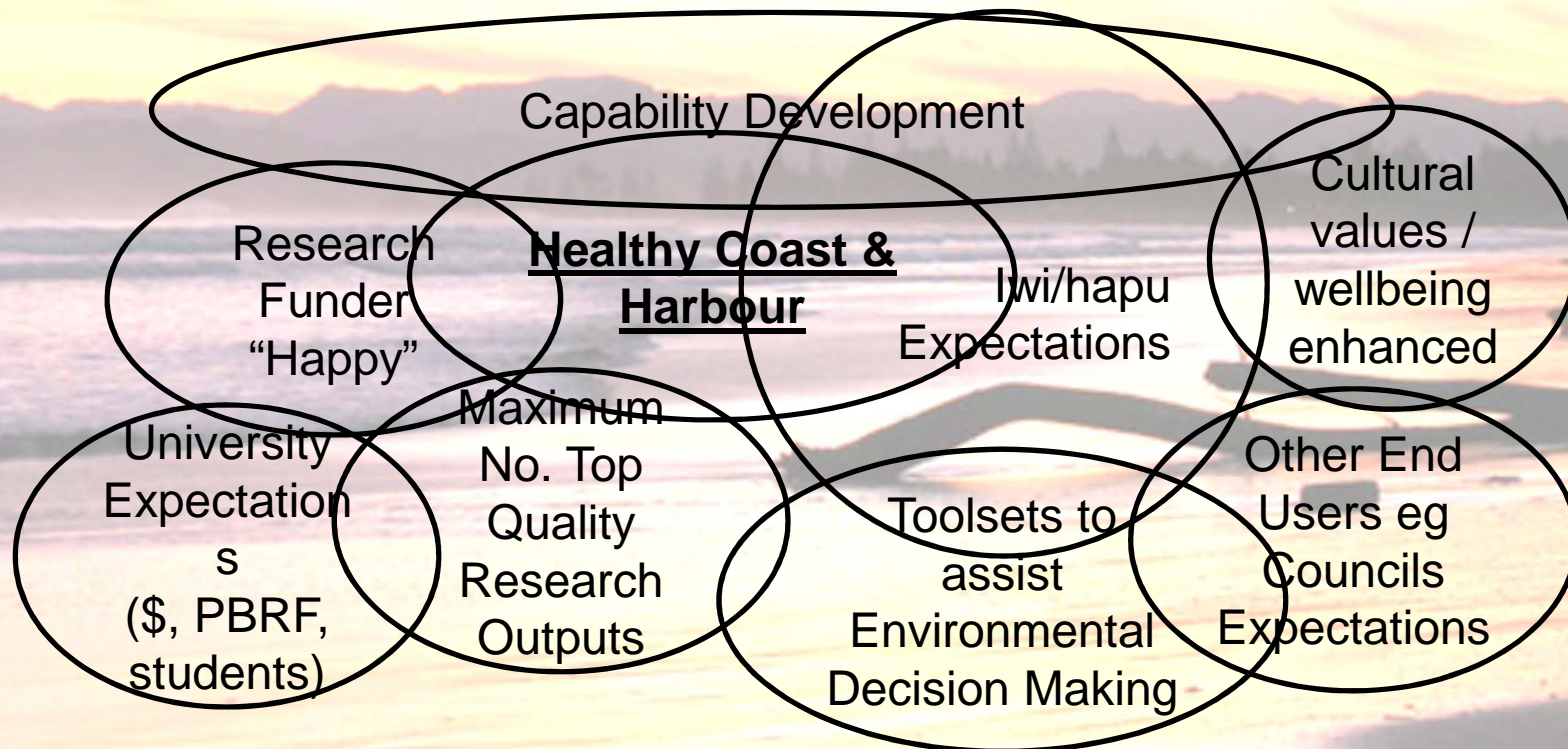 Capability Development
Research
Funder
“Happy”
Healthy Coast &
Harbour
Iwi/hapu
Expectations
Cultural
values /
wellbeing
enhanced
University
Expectation
s
($, PBRF,
students)
Maximum
No. Top
Quality
Research
Outputs
Toolsets to
assist
Environmental
Decision Making
Other End
Users eg
Councils
Expectations